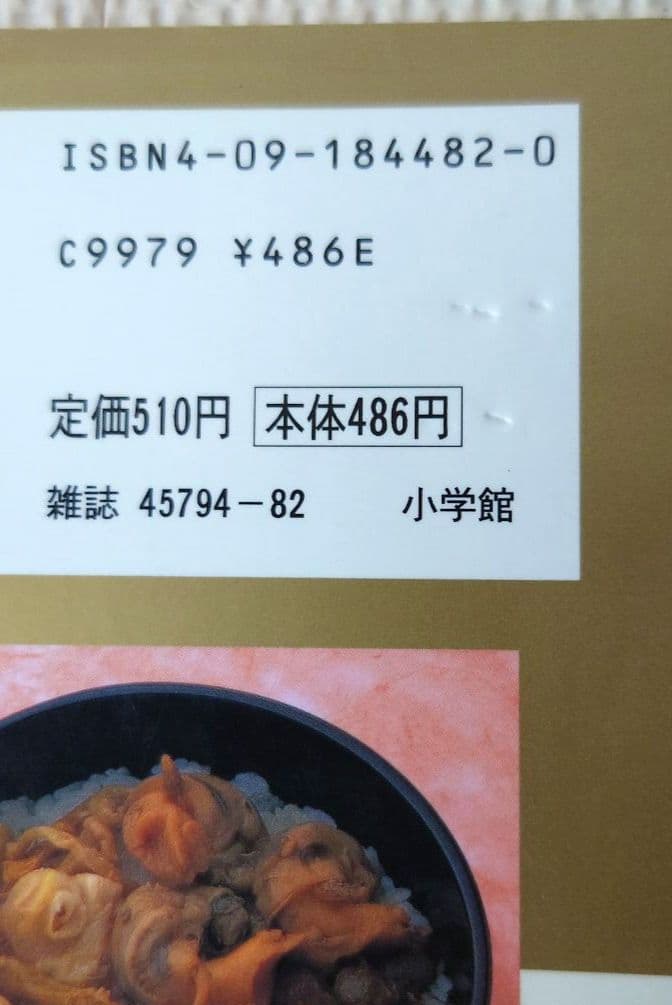 ISBN4-09-184482-0
C9979 ¥486E
定価510円 本体486円
雑誌 45794-82 小学館